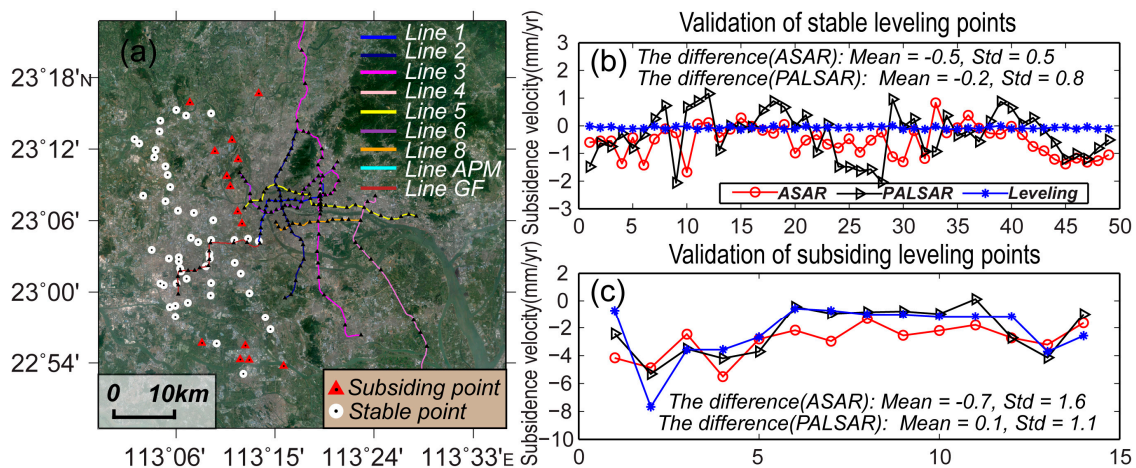 (a)
Line 1
Line 2
Line 3
Line 4
Line 5
Line 6
Line 8
Line APM
Line GF
23°18'N
23°12'
23°06'
23°00'
22°54'
0 10km
Subsiding point
Stable point
113°06' 113°15' 113°24' 113°33'E
Validation of stable leveling points
(b)
The difference(ASAR): Mean = -0.5, Std = 0.5
The difference(PALSAR): Mean = -0.2, Std = 0.8
Subsidence velocity(mm/yr)
3
2
1
0
−1
−2
−3
ASAR PALSAR Leveling
0 5 10 15 20 25 30 35 40 45 50
Validation of subsiding leveling points
(c)
Subsidence velocity(mm/yr)
2
0
−2
−4
−6
−8
−10
The difference(ASAR): Mean = -0.7, Std = 1.6
The difference(PALSAR): Mean = 0.1, Std = 1.1
0 5 10 15